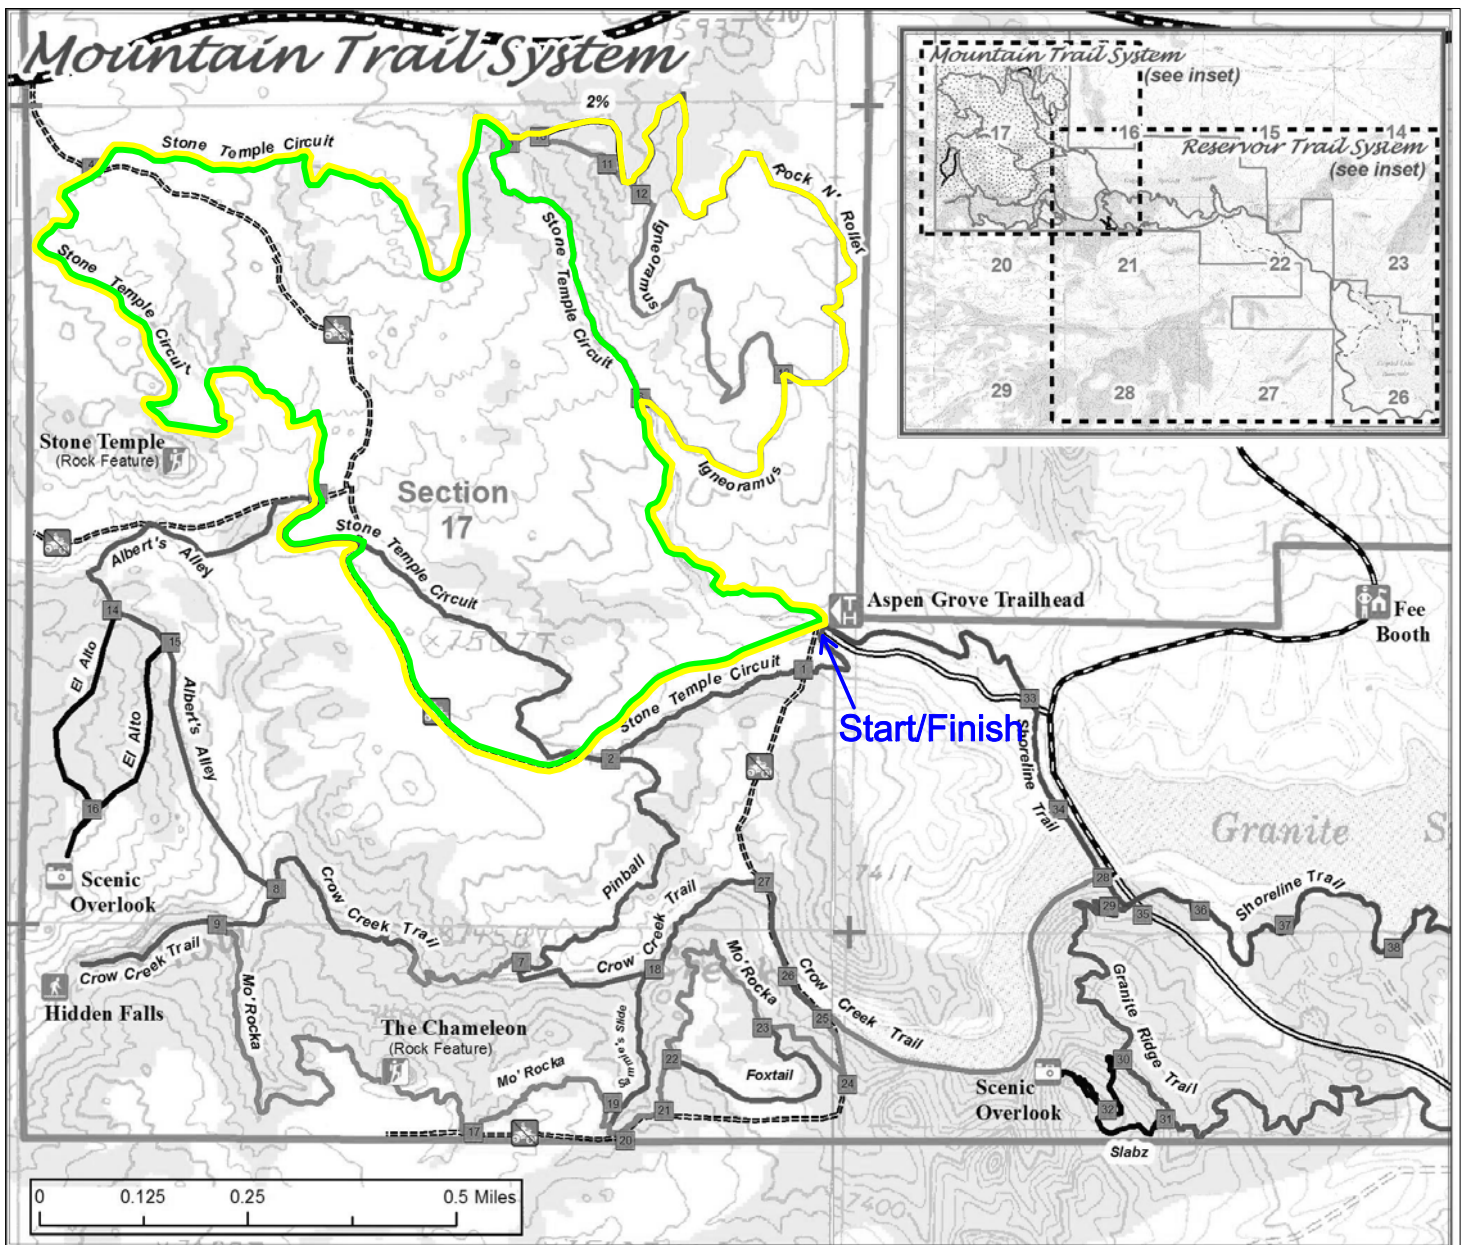 Mountain Trail System
Mountain Trail System
(see inset)
17
16
15
14
Reservoir Trail System
(see inset)
20
21
22
23
29
28
27
26
2%
Stone Temple Circuit
11
12
Rock N' Roller
Igneoramus
Stone Temple Circuit
Stone Temple Circuit
Stone Temple
(Rock Feature)
Igneoramus
Section
17
Stone Temple Circuit
Albert's Alley
14
15
El Alto
El Alto
Albert's Alley
16
Scenic
Overlook
Aspen Grove Trailhead
T
H
Fee
Booth
1
Stone Temple Circuit
2
Start/Finish
33
Shoreline Trail
34
Granite
S
Pinball
8
Crow Creek Trail
27
7411
28
29
35
36
Shoreline Trail
37
38
9
Crow Creek Trail
7
Crow Creek Trail
18
Mo' Rocka
26
Crow Creek Trail
Hidden Falls
Mo' Rocka
Granite Ridge Trail
The Chameleon
(Rock Feature)
25
23
22
Foxtail
24
Mo' Rocka
19
21
17
20
30
Scenic
Overlook
32
31
Slabz
7400
0
0.125
0.25
0.5 Miles